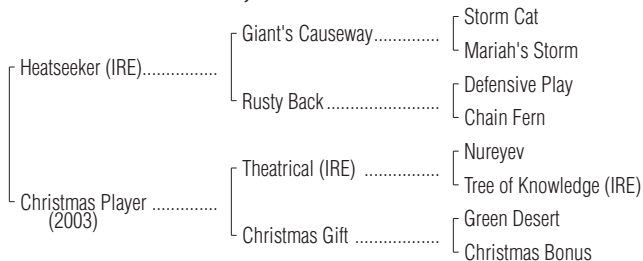 Storm Cat
Giant's Causeway..............
Mariah's Storm
Heatseeker (IRE)................
Defensive Play
Rusty Back........................
Chain Fern
Nureyev
Theatrical (IRE) ................
Tree of Knowledge (IRE)
Christmas Player ..............
(2003)
Green Desert
Christmas Gift ..................
Christmas Bonus